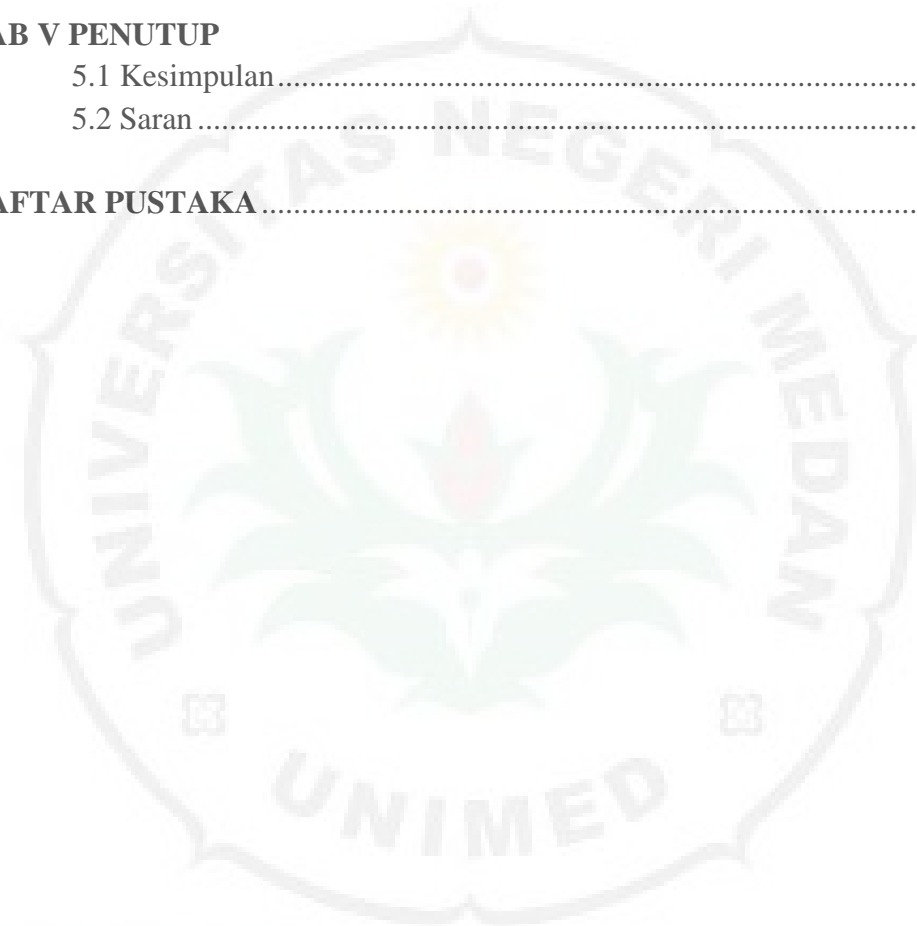 AB V PENUTUP
5.1 Kesimpulan........................................................................................
5.2 Saran ..................................................................................................
AFTAR PUSTAKA .........................................................................................
UNIVERSITAS NEGERI MEDAN
UNIMED